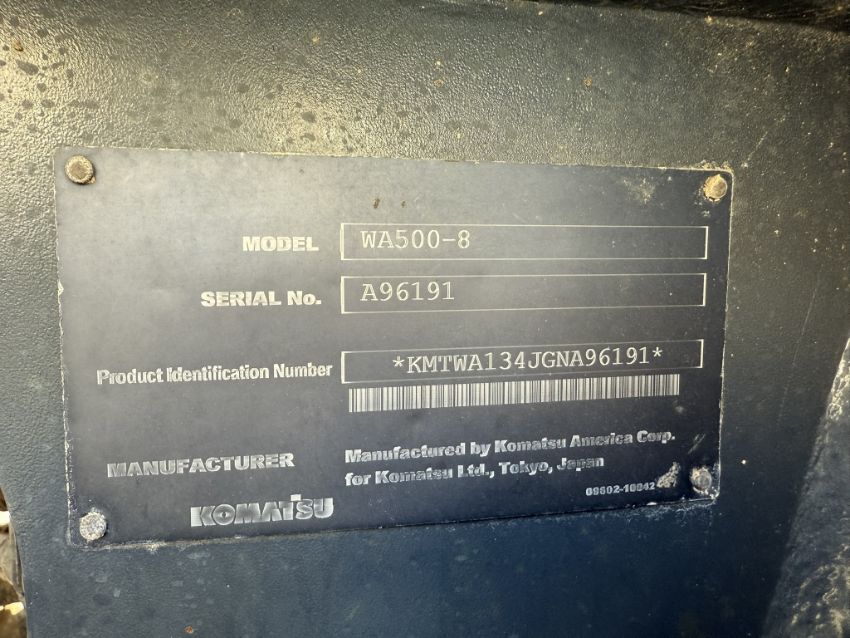 MODEL WA500-8
SERIAL No. A96191
Product Identification Number *KMTWA134JGNA96191*
MANUFACTURER
Manufactured by Komatsu America Corp.
for Komatsu Ltd., Tokyo, Japan
09602-10942
KOMATSU